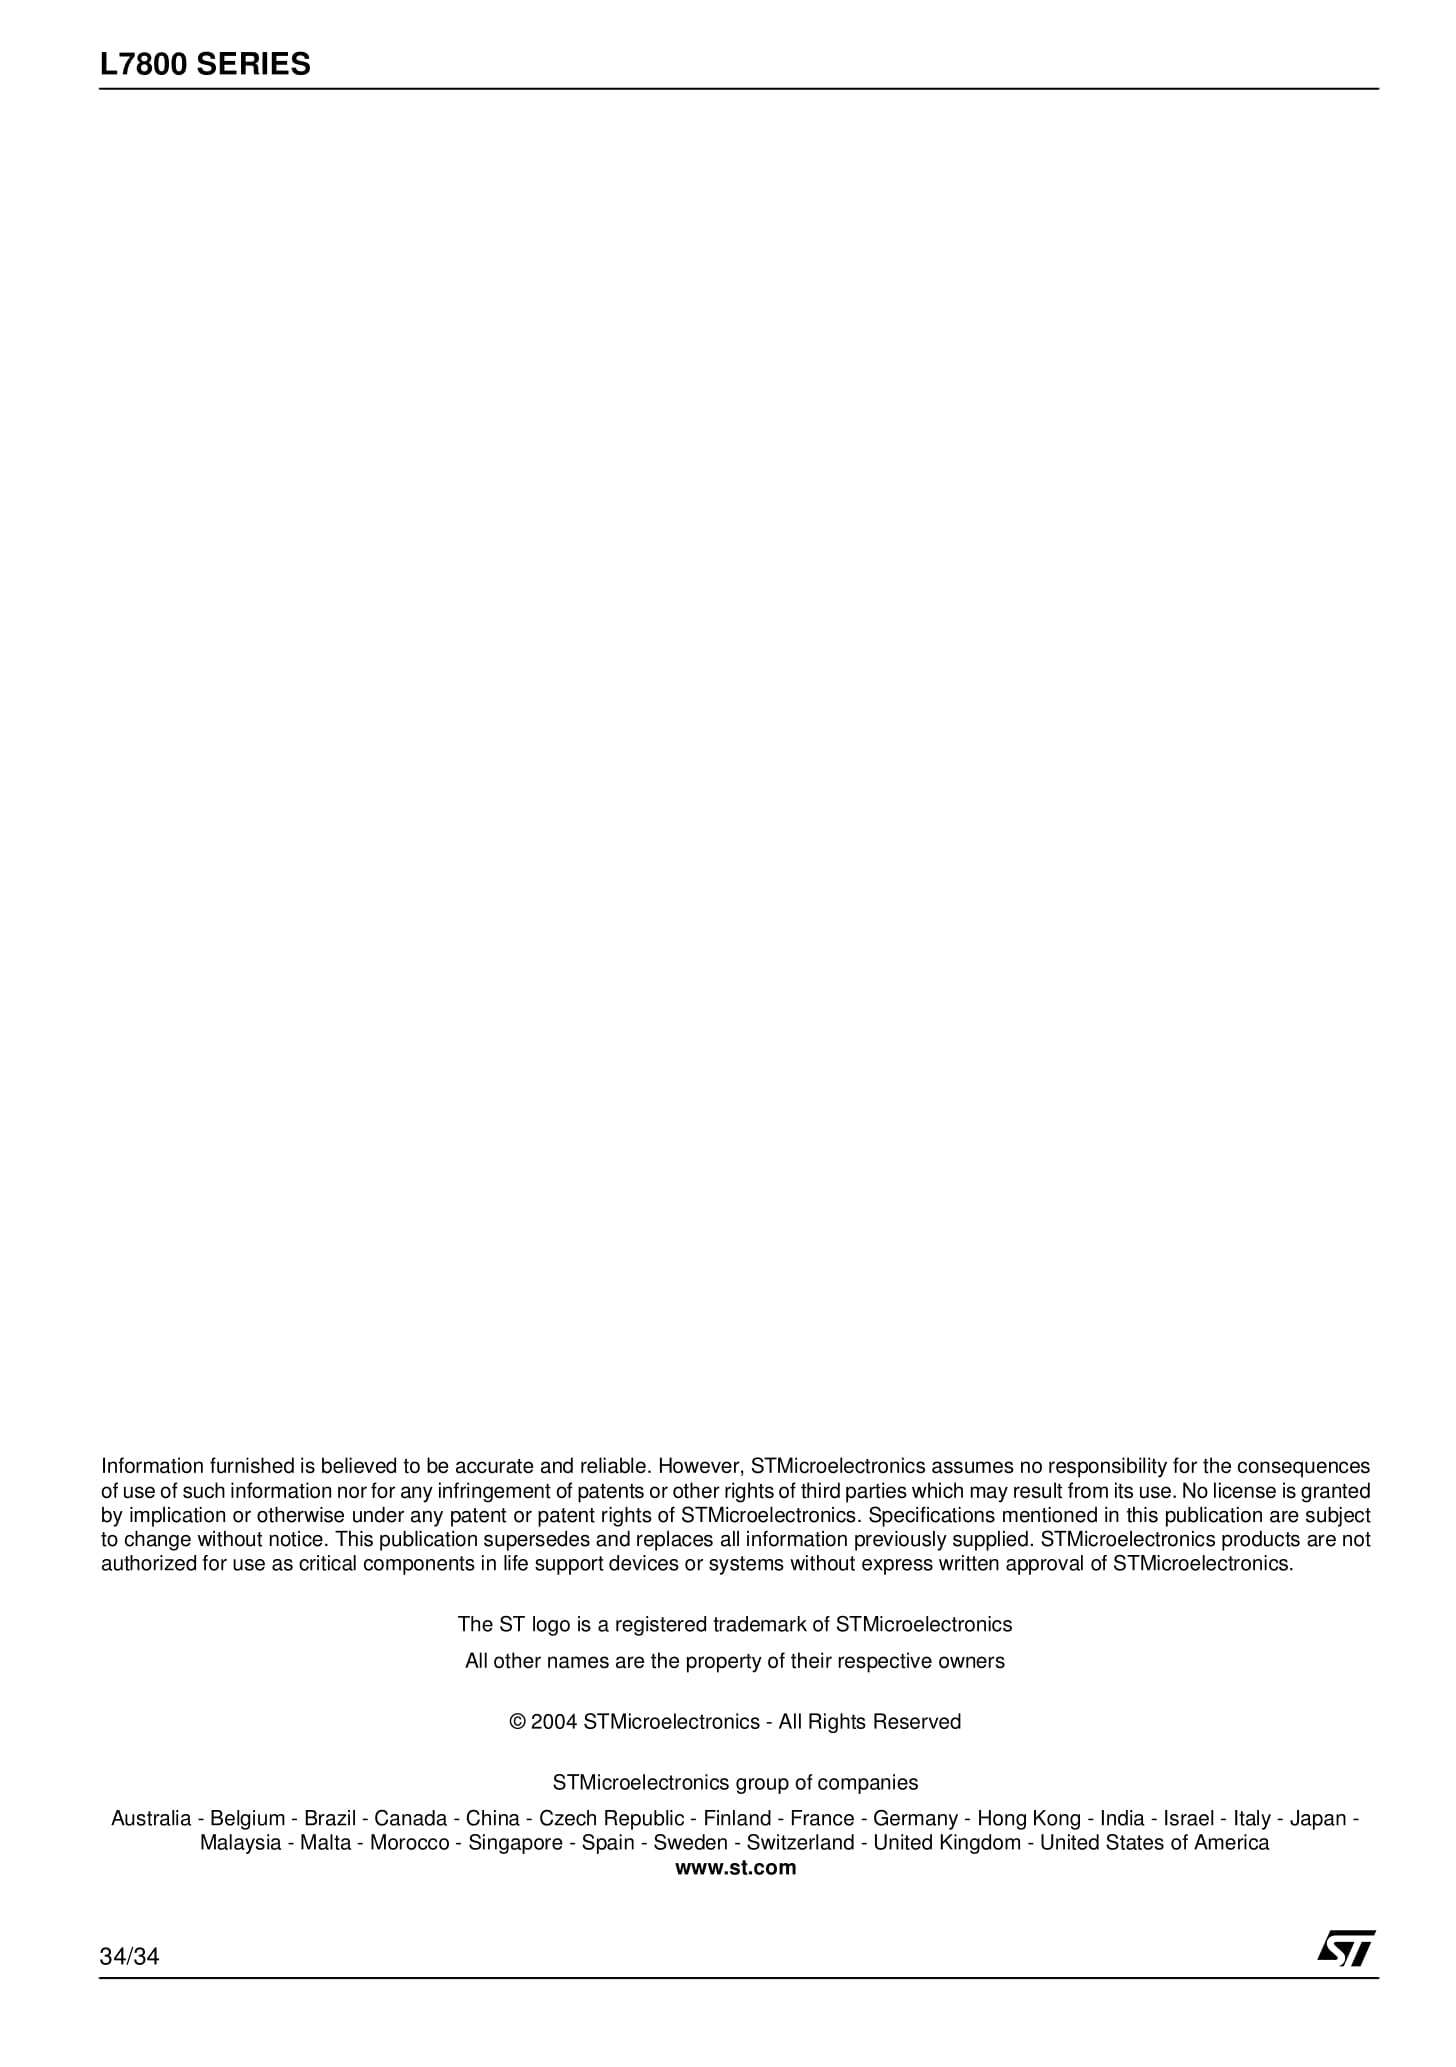 L7800 SERIES
Information furnished is believed to be accurate and reliable. However, STMicroelectronics assumes no responsibility for the consequences
of use of such information nor for any infringement of patents or other rights of third parties which may result from its use. No license is granted
by implication or otherwise under any patent or patent rights of STMicroelectronics. Specifications mentioned in this publication are subject
to change without notice. This publication supersedes and replaces all information previously supplied. STMicroelectronics products are not
authorized for use as critical components in life support devices or systems without express written approval of STMicroelectronics.
The ST logo is a registered trademark of STMicroelectronics
All other names are the property of their respective owners
© 2004 STMicroelectronics - All Rights Reserved
STMicroelectronics group of companies
Australia - Belgium - Brazil - Canada - China - Czech Republic - Finland - France - Germany - Hong Kong - India - Israel - Italy - Japan -
Malaysia - Malta - Morocco - Singapore - Spain - Sweden - Switzerland - United Kingdom - United States of America
www.st.com
34/34
ST